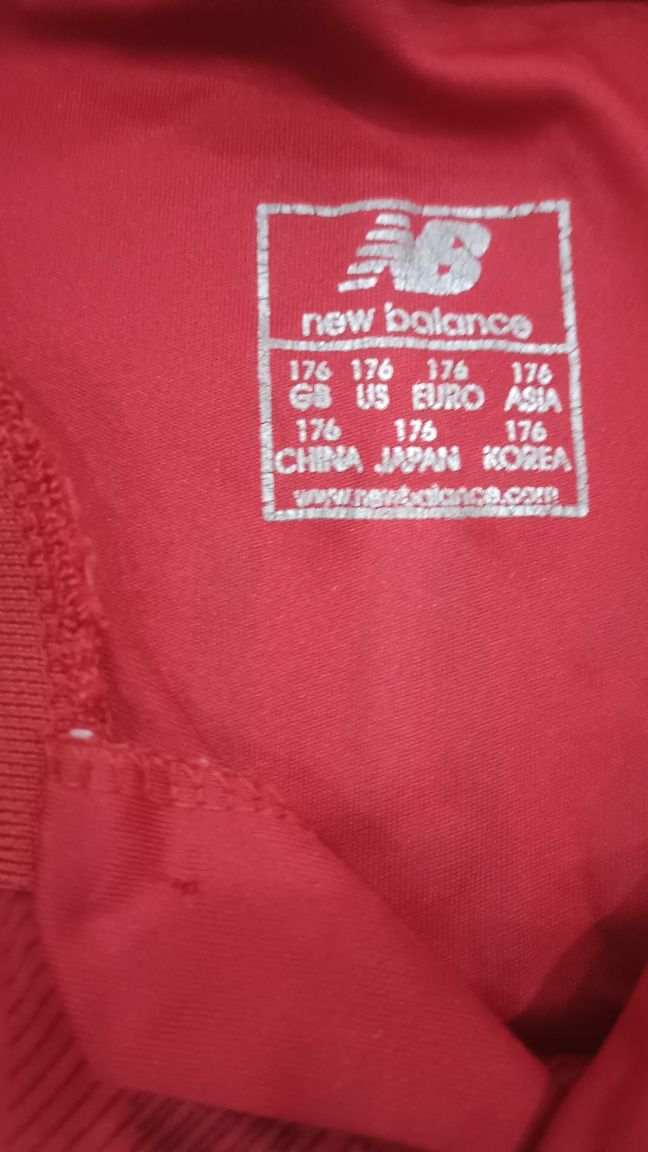 NB
new balance
176 176 176 176
GB US EURO ASIA
176 176 176
CHINA JAPAN KOREA
www.newbalance.com